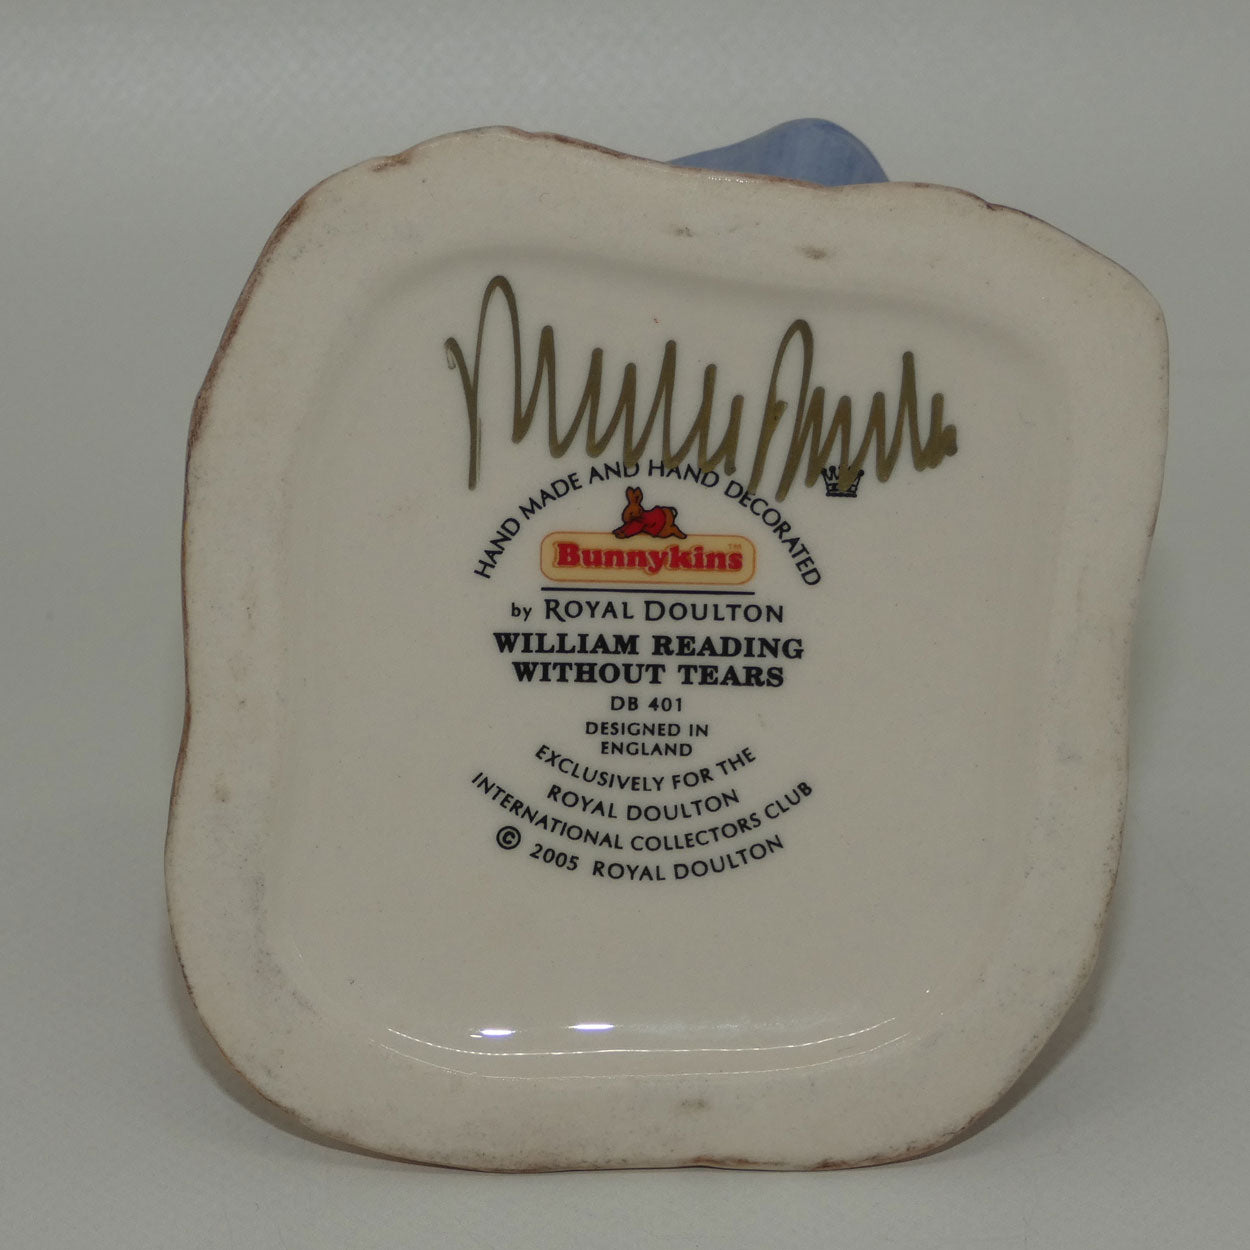 HAND MADE AND HAND DECORATED
Bunnykins™
by ROYAL DOULTON
WILLIAM READING
WITHOUT TEARS
DB 401
DESIGNED IN
ENGLAND
EXCLUSIVELY FOR THE
ROYAL DOULTON
INTERNATIONAL COLLECTORS CLUB
© 2005 ROYAL DOULTON